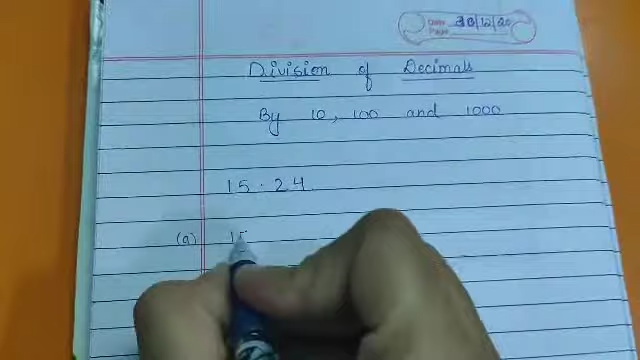 Date 30/12/20
Page
Division of Decimals
By 10, 100 and 1000
15.24
(a) 15